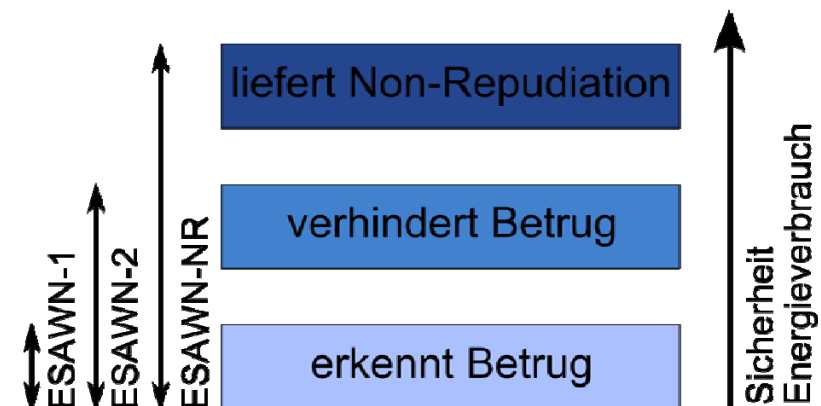 liefert Non-Repudiation
verhindert Betrug
erkennt Betrug
ESAWN-1
ESAWN-2
ESAWN-NR
Sicherheit
Energieverbrauch